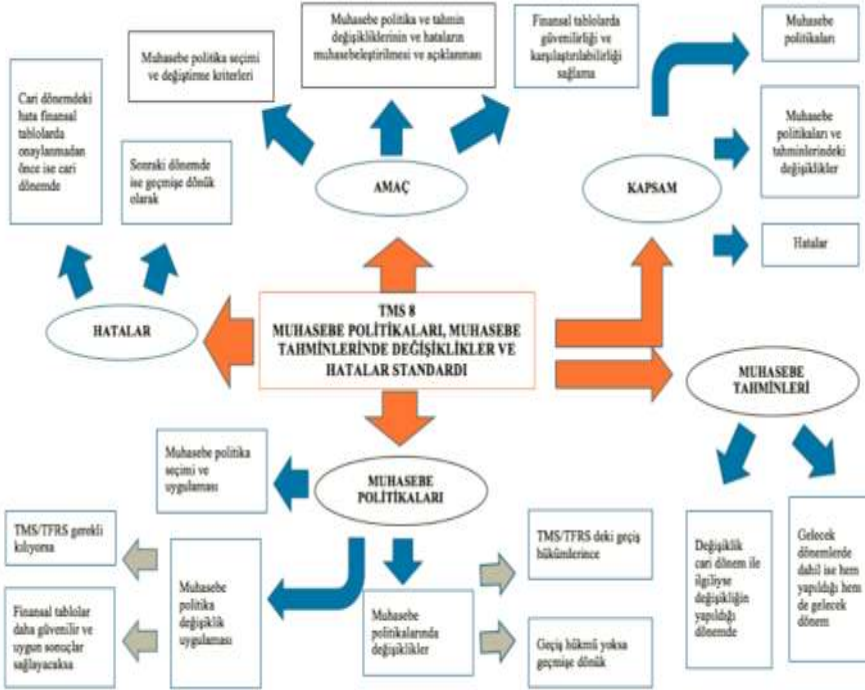 Muhasebe politika seçimi
ve değiştirme kriterleri
Muhasebe politika ve tahmin
değişikliklerinin ve hataların
muhasebeleştirilmesi ve açıklanması
Finansal tablolarda
güvenilirliği ve
karşılaştırılabilirliği
sağlama
Muhasebe
politikaları
Cari dönemdeki
hata finansal
tablolarda
onaylanmadan
önce ise cari
dönemde
Sonraki dönemde
ise geçmişe dönük
olarak
Muhasebe
politikaları ve
tahminlerindeki
değişiklikler
AMAÇ
KAPSAM
Hatalar
HATALAR
TMS 8
MUHASEBE POLİTİKALARI, MUHASEBE
TAHMİNLERİNDE DEĞİŞİKLİKLER VE
HATALAR STANDARDI
MUHASEBE
TAHMİNLERİ
Muhasebe politika
seçimi ve
uygulaması
MUHASEBE
POLİTİKALARI
TMS/TFRS gerekli
kılıyorsa
Finansal tablolar
daha güvenilir ve
uygun sonuçlar
sağlayacaksa
Muhasebe
politika
değişiklik
uygulaması
Muhasebe
politikalarında
değişiklikler
TMS/TFRS deki geçiş
hükümlerince
Geçiş hükmü yoksa
geçmişe dönük
Değişiklik
cari dönem ile
ilgiliyse
değişikliğin
yapıldığı
dönemde
Gelecek
dönemlerde
dahil ise hem
yapıldığı hem
de gelecek
dönem